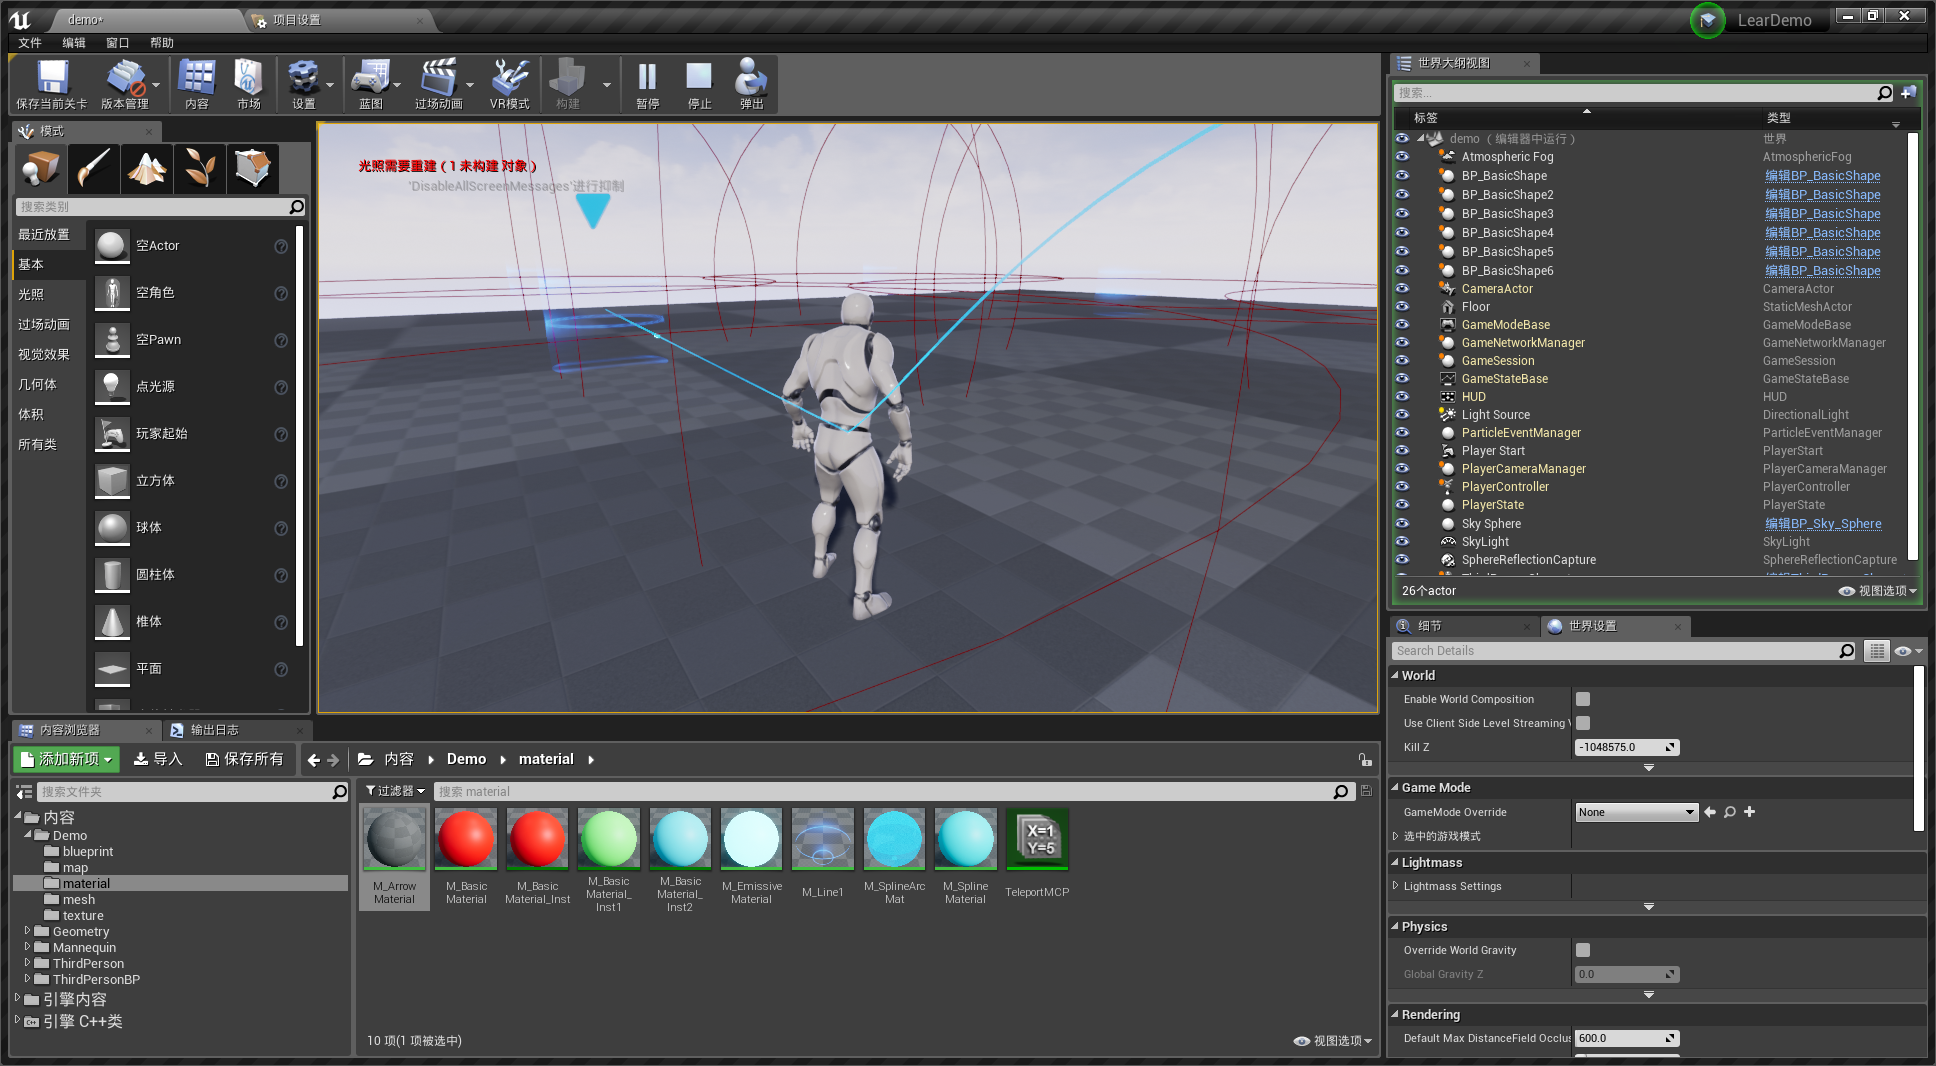 demo*
项目设置
LearDemo
文件 编辑 窗口 帮助
保存当前关卡
版本管理
内容
市场
设置
蓝图
过场动画
VR模式
构建
暂停
停止
弹出
模式
搜索类别
最近放置
基本
光照
过场动画
视觉效果
几何体
体积
所有类
空Actor
空角色
空Pawn
点光源
玩家起始
立方体
球体
圆柱体
椎体
平面
光照需要重建 ( 1 未构建 对象 )
'DisableAllScreenMessages'进行抑制
世界大纲视图
搜索...
标签 类型
demo ( 编辑器中运行 ) 世界
Atmospheric Fog AtmosphericFog
BP_BasicShape 编辑BP_BasicShape
BP_BasicShape2 编辑BP_BasicShape
BP_BasicShape3 编辑BP_BasicShape
BP_BasicShape4 编辑BP_BasicShape
BP_BasicShape5 编辑BP_BasicShape
BP_BasicShape6 编辑BP_BasicShape
CameraActor CameraActor
Floor StaticMeshActor
GameModeBase GameModeBase
GameNetworkManager GameNetworkManager
GameSession GameSession
GameStateBase GameStateBase
HUD HUD
Light Source DirectionalLight
ParticleEventManager ParticleEventManager
Player Start PlayerStart
PlayerCameraManager PlayerCameraManager
PlayerController PlayerController
PlayerState PlayerState
Sky Sphere 编辑BP_Sky_Sphere
SkyLight SkyLight
SphereReflectionCapture SphereReflectionCapture
26个actor
视图选项
细节
世界设置
Search Details
World
Enable World Composition
Use Client Side Level Streaming
Kill Z -1048575.0
Game Mode
GameMode Override None
选中的游戏模式
Lightmass
Lightmass Settings
Physics
Override World Gravity
Global Gravity Z 0.0
Rendering
Default Max DistanceField Occlus 600.0
内容浏览器
输出日志
添加新项
导入
保存所有
内容 Demo material
搜索文件夹
过滤器
搜索 material
内容
Demo
blueprint
map
material
mesh
texture
Geometry
Mannequin
ThirdPerson
ThirdPersonBP
引擎内容
引擎 C++类
M_Arrow
Material
M_Basic
Material
M_Basic
Material_Inst
M_Basic
Material_
Inst1
M_Basic
Material_
Inst2
M_Emissive
Material
M_Line1
M_SplineArc
Mat
M_Spline
Material
X=1
Y=5
TeleportMCP
10 项(1 项被选中)
视图选项